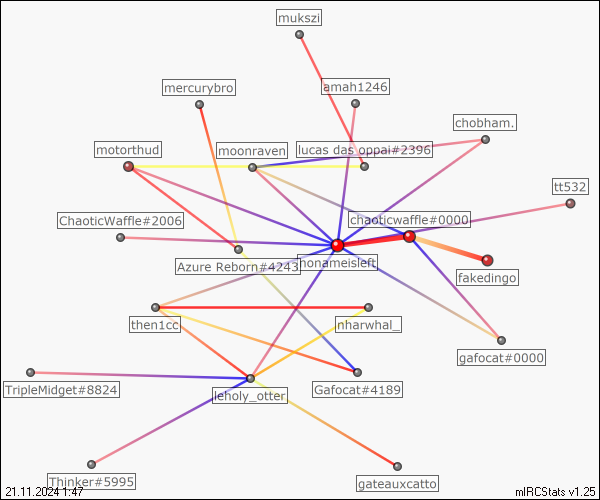 mukszi
mercurybro
amah1246
chobham.
motorthud
moonraven
lucas das oppai#2396
tt532
ChaoticWaffle#2006
chaoticwaffle#0000
Azure Reborn#4243
nonameisleft
fakedingo
then1cc
nharwhal_
gafocat#0000
TripleMidget#8824
leholy_otter
Gafocat#4189
Thinker#5995
gateauxcatto
21.11.2024 1:47
mIRCStats v1.25